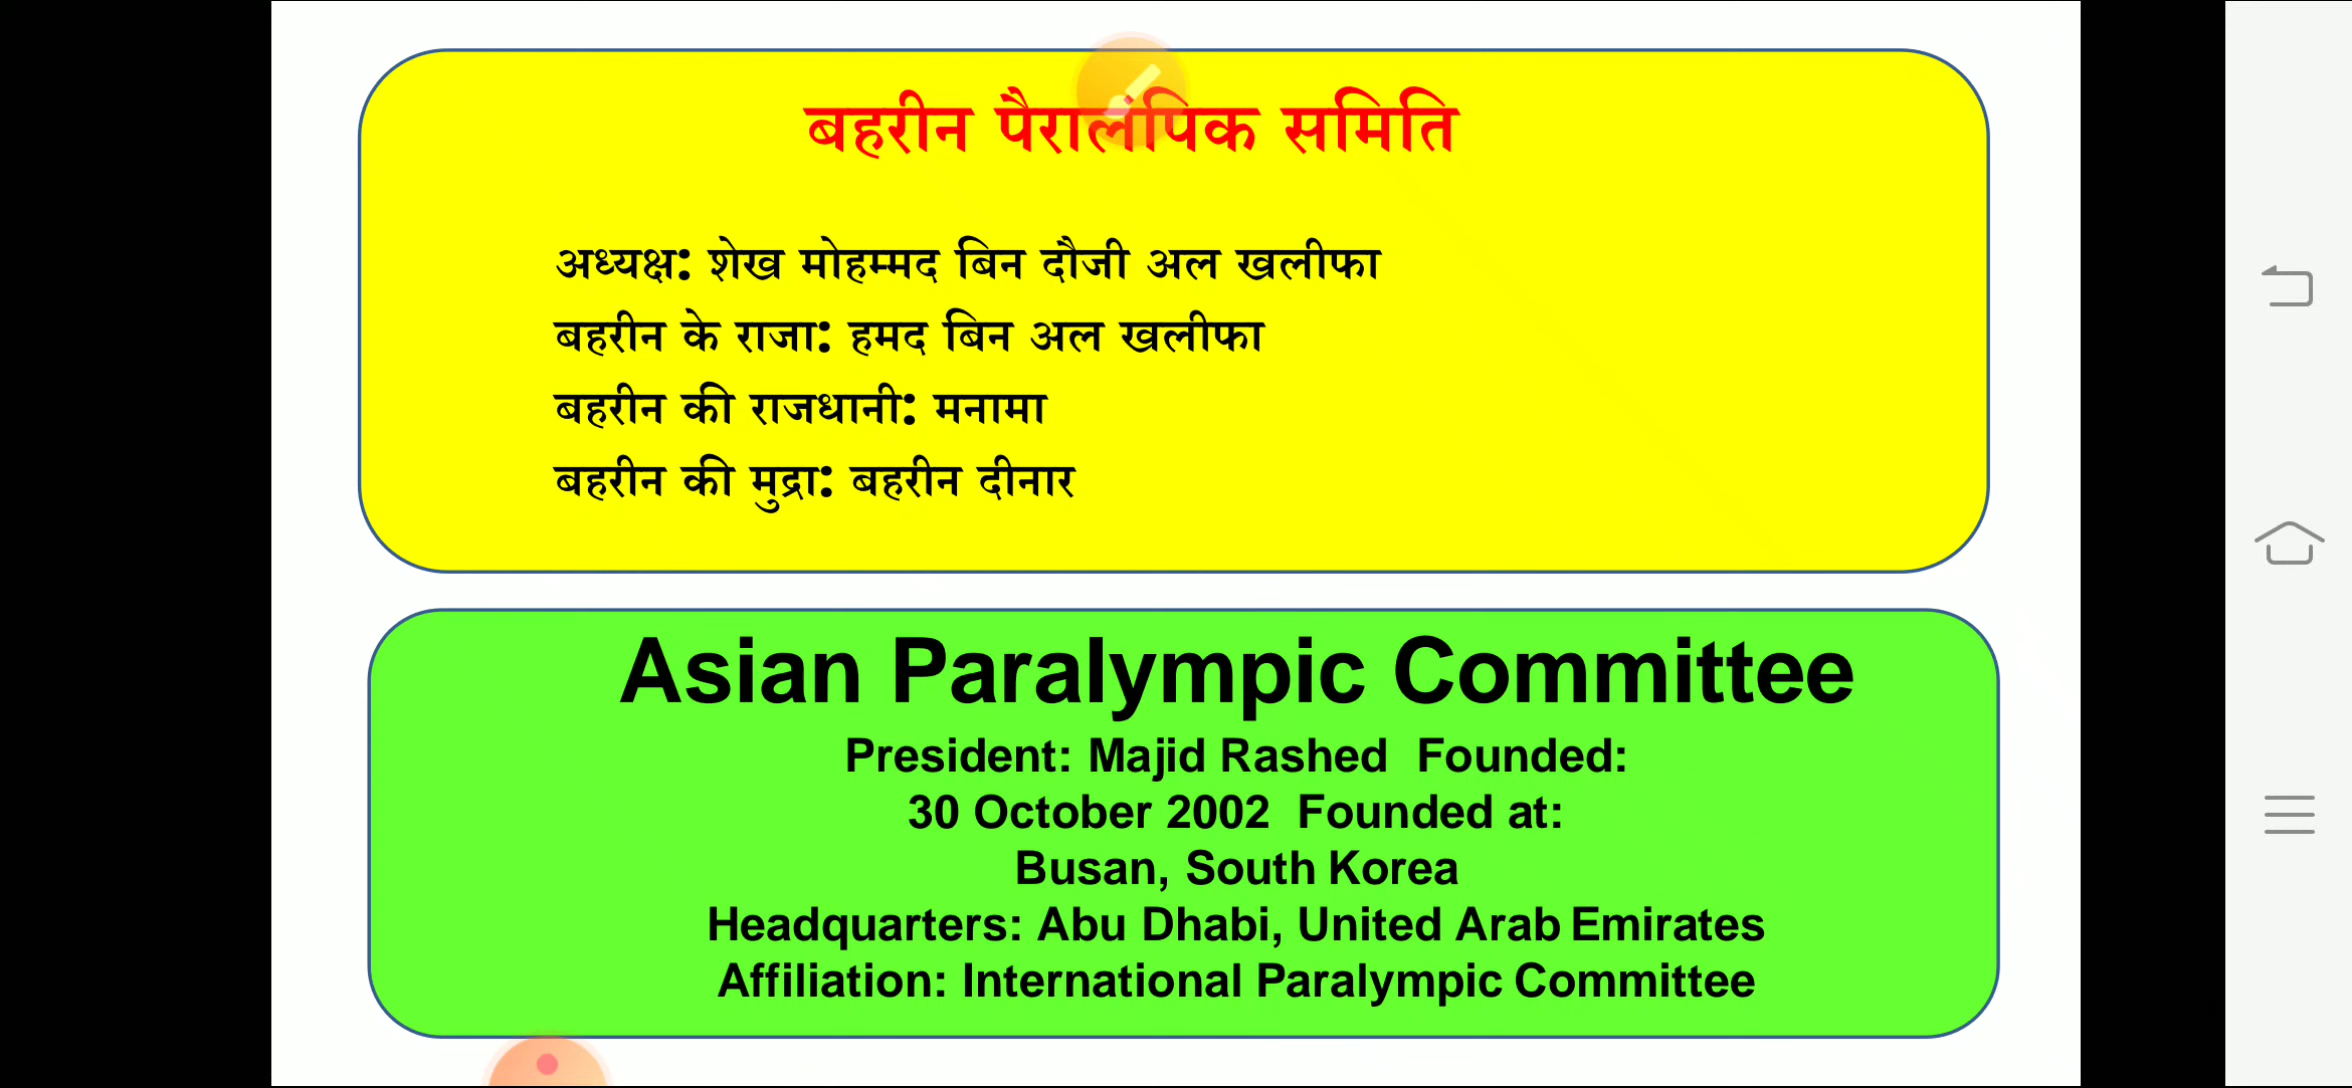 बहरीन पैरालंपिक समिति
अध्यक्ष: शेख मोहम्मद बिन दौजी अल खलीफा
बहरीन के राजा: हमद बिन अल खलीफा
बहरीन की राजधानी: मनामा
बहरीन की मुद्रा: बहरीन दीनार
Asian Paralympic Committee
President: Majid Rashed Founded:
30 October 2002 Founded at:
Busan, South Korea
Headquarters: Abu Dhabi, United Arab Emirates
Affiliation: International Paralympic Committee